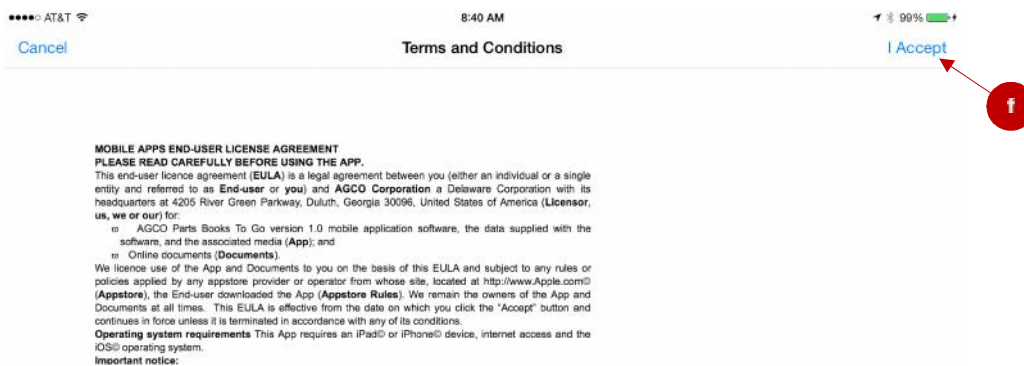 AT&T 8:40 AM 99%
Cancel Terms and Conditions I Accept
f
MOBILE APPS END-USER LICENSE AGREEMENT
PLEASE READ CAREFULLY BEFORE USING THE APP.
This end-user licence agreement (EULA) is a legal agreement between you (either an individual or a single
entity and referred to as End-user or you) and AGCO Corporation a Delaware Corporation with its
headquarters at 4205 River Green Parkway, Duluth, Georgia 30096, United States of America (Licensor,
us, we or our) for:
AGCO Parts Books To Go version 1.0 mobile application software, the data supplied with the
software, and the associated media (App); and
Online documents (Documents).
We licence use of the App and Documents to you on the basis of this EULA and subject to any rules or
policies applied by any appstore provider or operator from whose site, located at http://www.Apple.com©
(Appstore), the End-user downloaded the App (Appstore Rules). We remain the owners of the App and
Documents at all times. This EULA is effective from the date on which you click the "Accept" button and
continues in force unless it is terminated in accordance with any of its conditions.
Operating system requirements This App requires an iPad© or iPhone© device, internet access and the
iOS© operating system.
Important notice: